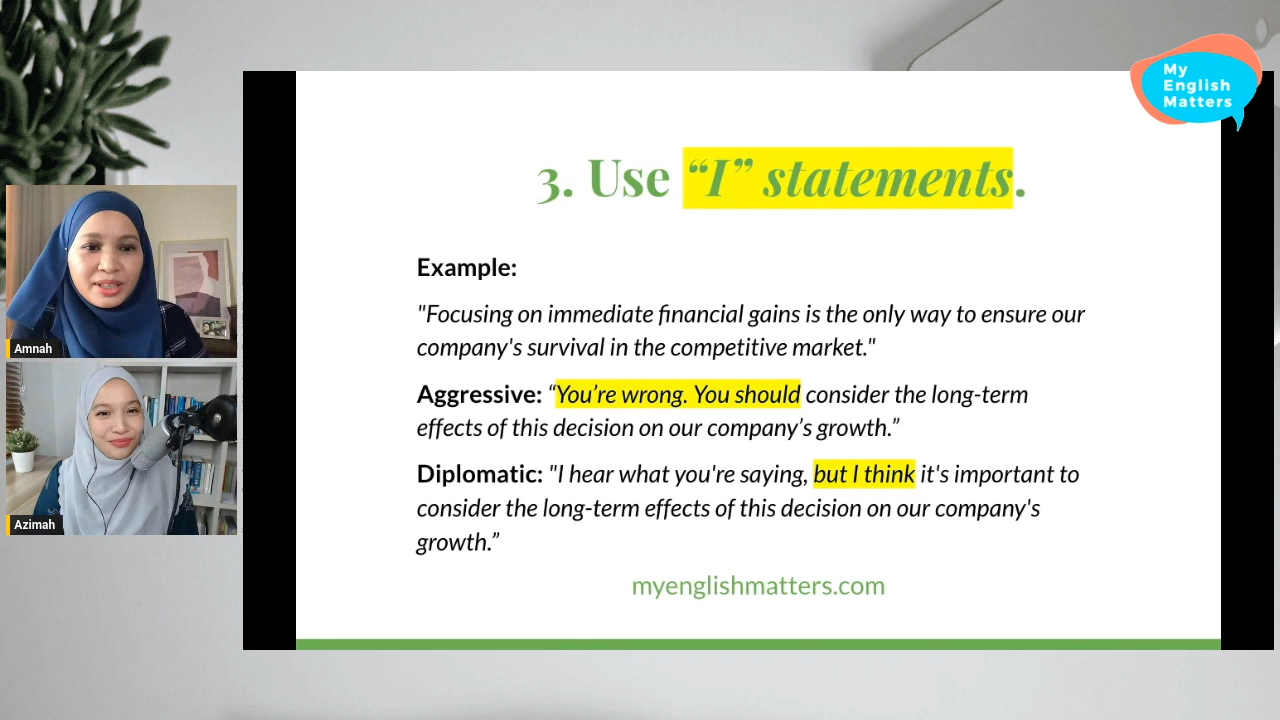 My
English
Matters
3. Use “I” statements.
Example:
"Focusing on immediate financial gains is the only way to ensure our
company's survival in the competitive market."
Aggressive: “You’re wrong. You should consider the long-term
effects of this decision on our company’s growth.”
Diplomatic: "I hear what you're saying, but I think it's important to
consider the long-term effects of this decision on our company's
growth.”
myenglishmatters.com
Amnah
Azimah